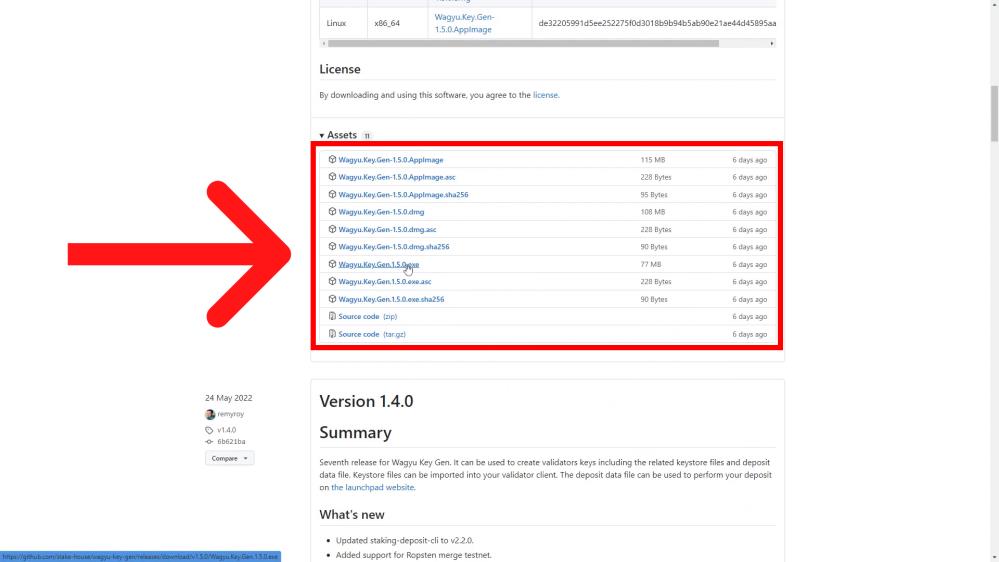 Linux x86_64 Wagyu.Key.Gen-
1.5.0.AppImage de32205991d5ee252275f0d3018b9b94b5ab90e21ae44d45895aa
License
By downloading and using this software, you agree to the license.
Assets 11
Wagyu.Key.Gen-1.5.0.AppImage 115 MB 6 days ago
Wagyu.Key.Gen-1.5.0.AppImage.asc 228 Bytes 6 days ago
Wagyu.Key.Gen-1.5.0.AppImage.sha256 95 Bytes 6 days ago
Wagyu.Key.Gen-1.5.0.dmg 108 MB 6 days ago
Wagyu.Key.Gen-1.5.0.dmg.asc 228 Bytes 6 days ago
Wagyu.Key.Gen-1.5.0.dmg.sha256 90 Bytes 6 days ago
Wagyu.Key.Gen.1.5.0.exe 77 MB 6 days ago
Wagyu.Key.Gen.1.5.0.exe.asc 228 Bytes 6 days ago
Wagyu.Key.Gen.1.5.0.exe.sha256 90 Bytes 6 days ago
Source code (zip) 6 days ago
Source code (tar.gz) 6 days ago
24 May 2022
remyroy
v1.4.0
6b621ba
Compare
Version 1.4.0
Summary
Seventh release for Wagyu Key Gen. It can be used to create validators keys including the related keystore files and deposit
data file. Keystore files can be imported into your validator client. The deposit data file can be used to perform your deposit
on the launchpad website.
What's new
Updated staking-deposit-cli to v2.2.0.
Added support for Ropsten merge testnet.
https://github.com/stake-house/wagyu-key-gen/releases/download/v1.5.0/Wagyu.Key.Gen.1.5.0.exe